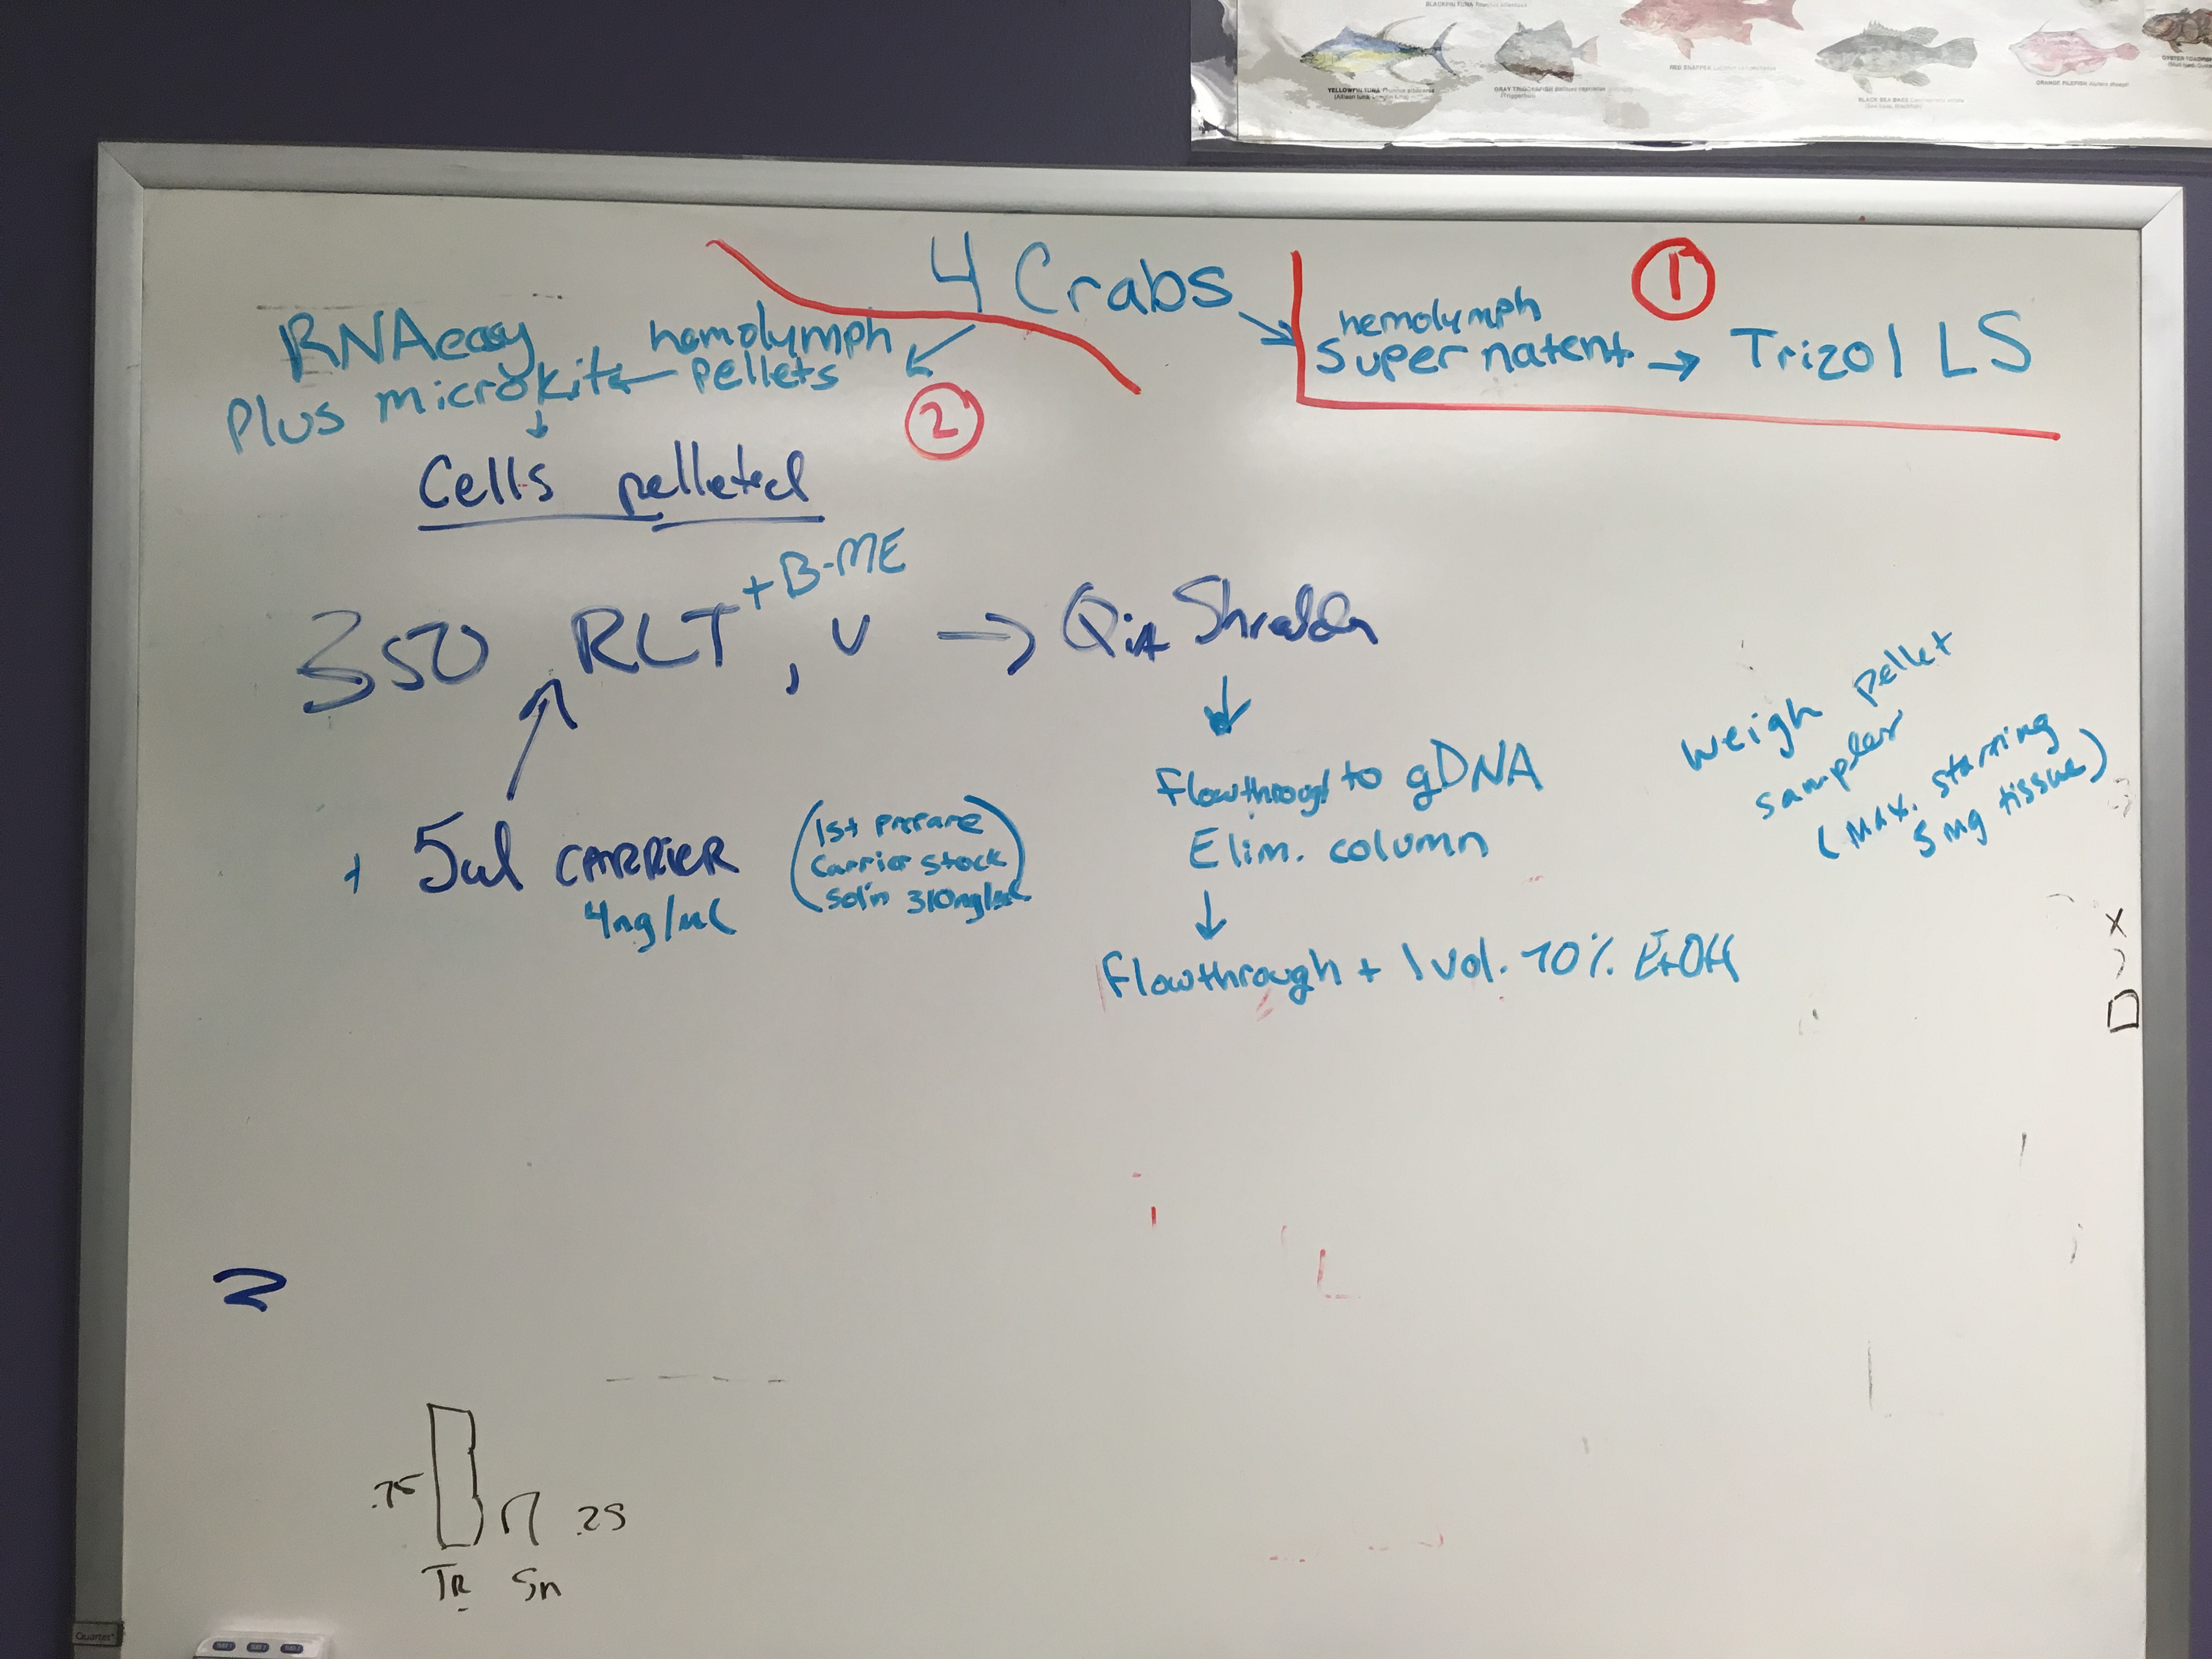 YELLOWFIN TUNA
GRAY TRIGGERFISH
(Triggerfish)
RED SNAPPER
BLACK SEA BASS
ORANGE FILEFISH
4 Crabs
1
hemolymph
Supernatent → Trizol LS
RNAeasy
Plus microkit ← hemolymph
pellets
2
Cells pelleted
350 RLT + B-ME, v → QiA Shredder
+ 5ul CARRiER
4ng/uL
(1st prepare
Carrier stock
Sol'n 310ng/uL)
Flowthrough to gDNA
Elim. column
Flowthrough + 1 vol. 70% EtOH
weigh pellet
samples
(Max. starting
5 mg tissue)
2
.75
.25
TR Sn
Quartet